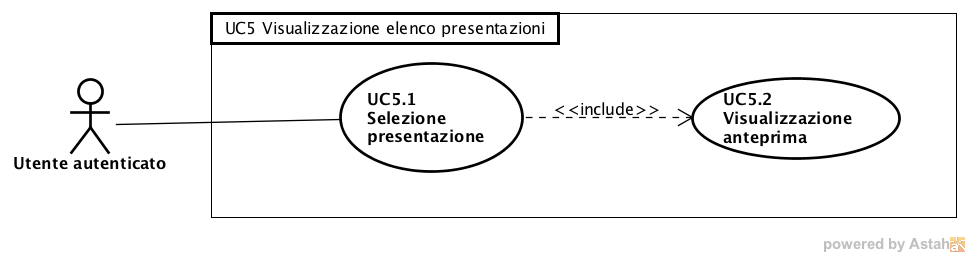 UC5 Visualizzazione elenco presentazioni
UC5.1
Selezione
presentazione
<<include>>
UC5.2
Visualizzazione
anteprima
Utente autenticato
powered by Astah